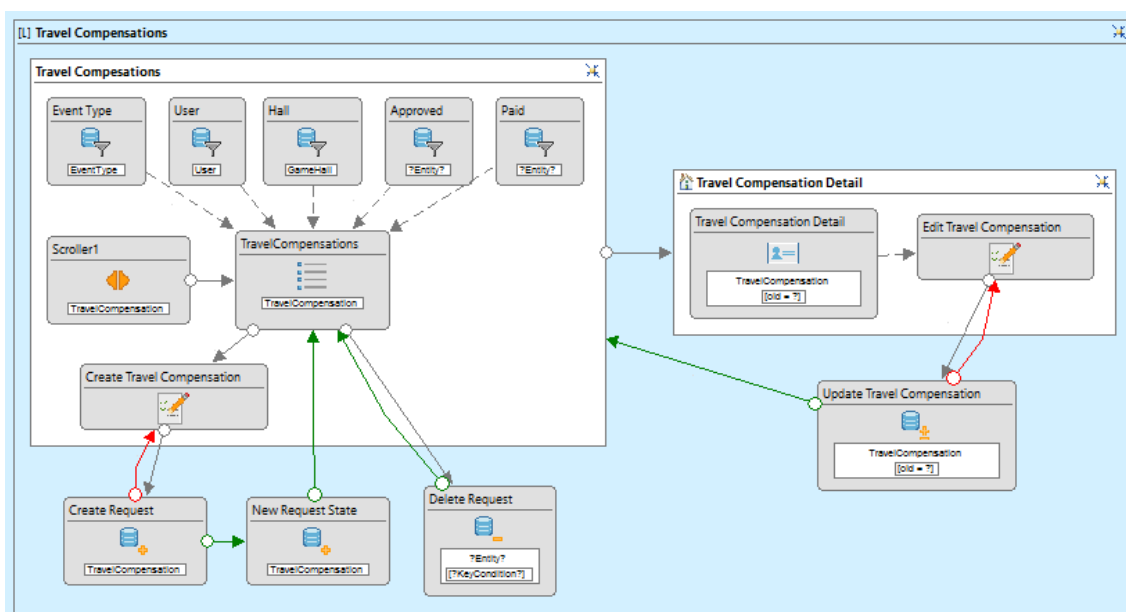 [L] Travel Compensations
Travel Compesations
Event Type
User
Hall
Approved
Paid
EventType
User
GameHall
?Entity?
?Entity?
Travel Compensation Detail
Travel Compensation Detail
Edit Travel Compensation
TravelCompensation
[oid = ?]
Scroller1
TravelCompensation
TravelCompensations
TravelCompensation
Create Travel Compensation
Update Travel Compensation
TravelCompensation
[oid = ?]
Create Request
TravelCompensation
New Request State
TravelCompensation
Delete Request
?Entity?
[?KeyCondition?]